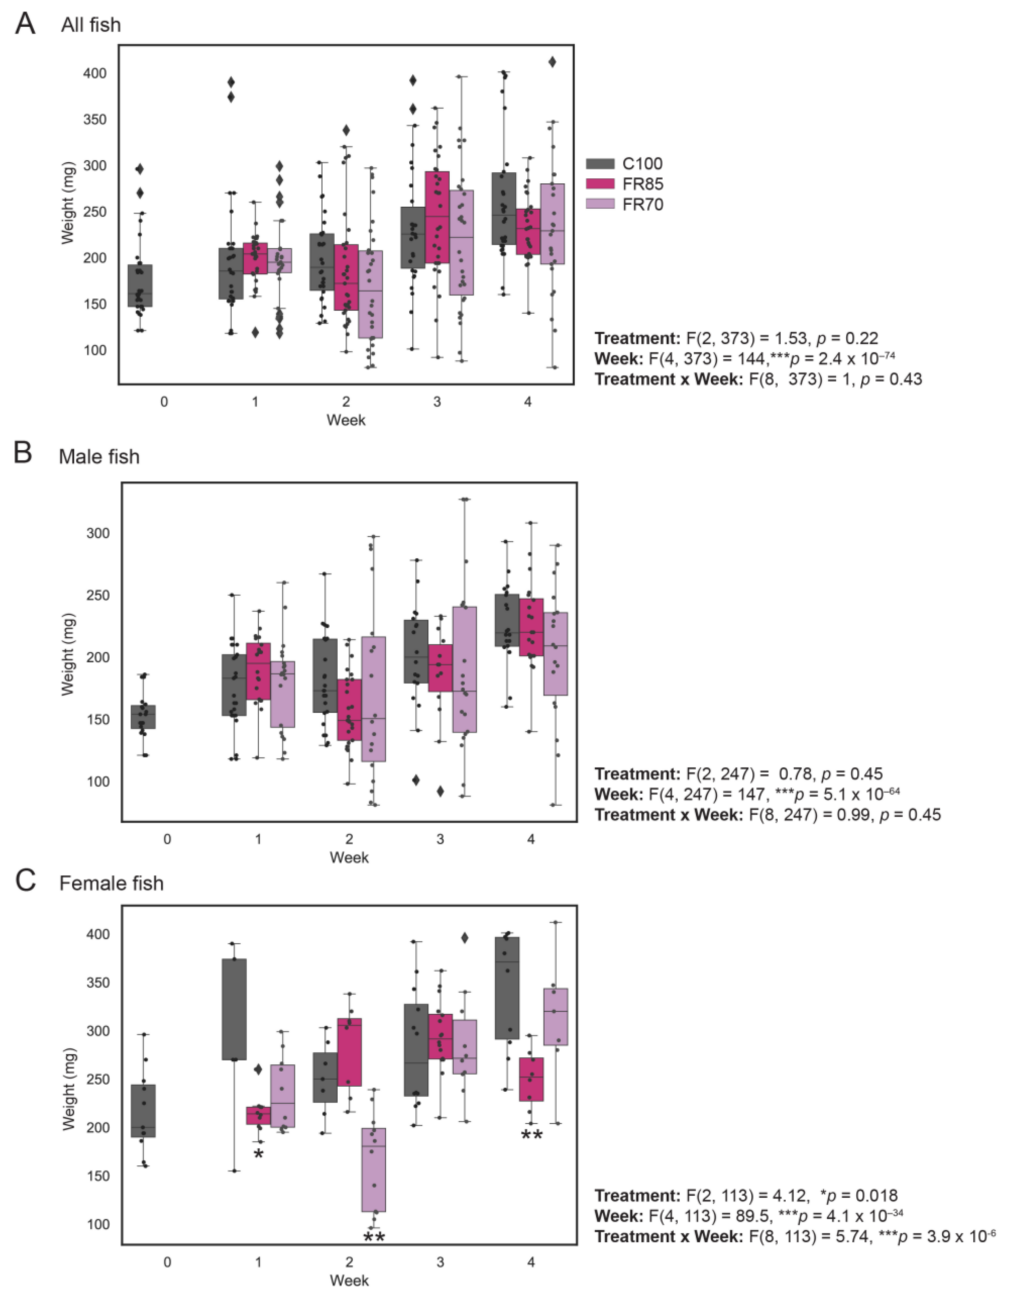 A All fish
400
350
300
250
200
150
100
Weight (mg)
0 1 2 3 4
Week
C100
FR85
FR70
Treatment: F(2, 373) = 1.53, p = 0.22
Week: F(4, 373) = 144,***p = 2.4 x 10⁻⁷⁴
Treatment x Week: F(8, 373) = 1, p = 0.43
B Male fish
300
250
200
150
100
Weight (mg)
0 1 2 3 4
Week
Treatment: F(2, 247) = 0.78, p = 0.45
Week: F(4, 247) = 147, ***p = 5.1 x 10⁻⁶⁴
Treatment x Week: F(8, 247) = 0.99, p = 0.45
C Female fish
400
350
300
250
200
150
100
Weight (mg)
*
**
**
0 1 2 3 4
Week
Treatment: F(2, 113) = 4.12, *p = 0.018
Week: F(4, 113) = 89.5, ***p = 4.1 x 10⁻³⁴
Treatment x Week: F(8, 113) = 5.74, ***p = 3.9 x 10⁻⁶